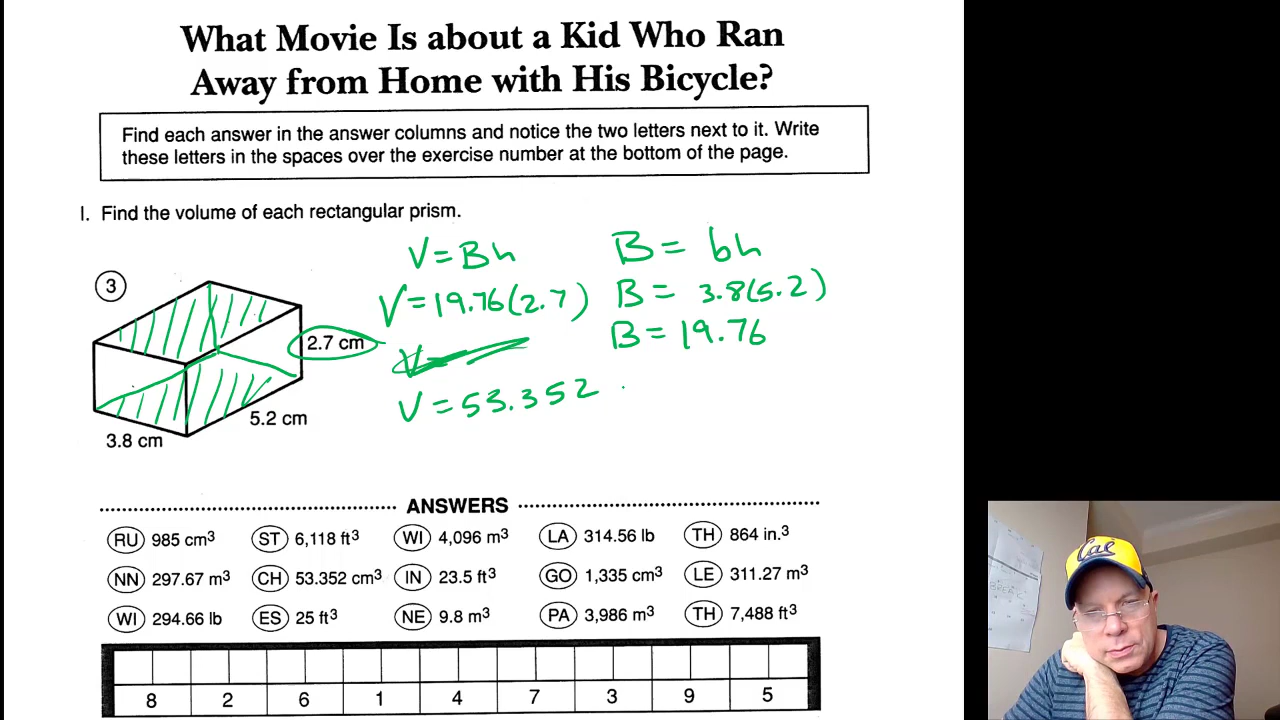 What Movie Is about a Kid Who Ran
Away from Home with His Bicycle?
Find each answer in the answer columns and notice the two letters next to it. Write
these letters in the spaces over the exercise number at the bottom of the page.
I. Find the volume of each rectangular prism.
3
2.7 cm
5.2 cm
3.8 cm
V = Bh
V = 19.76(2.7)
V =
V = 53.352
B = bh
B = 3.8(5.2)
B = 19.76
ANSWERS
RU 985 cm³ ST 6,118 ft³ WI 4,096 m³ LA 314.56 lb TH 864 in.³
NN 297.67 m³ CH 53.352 cm³ IN 23.5 ft³ GO 1,335 cm³ LE 311.27 m³
WI 294.66 lb ES 25 ft³ NE 9.8 m³ PA 3,986 m³ TH 7,488 ft³
8 2 6 1 4 7 3 9 5
Cal